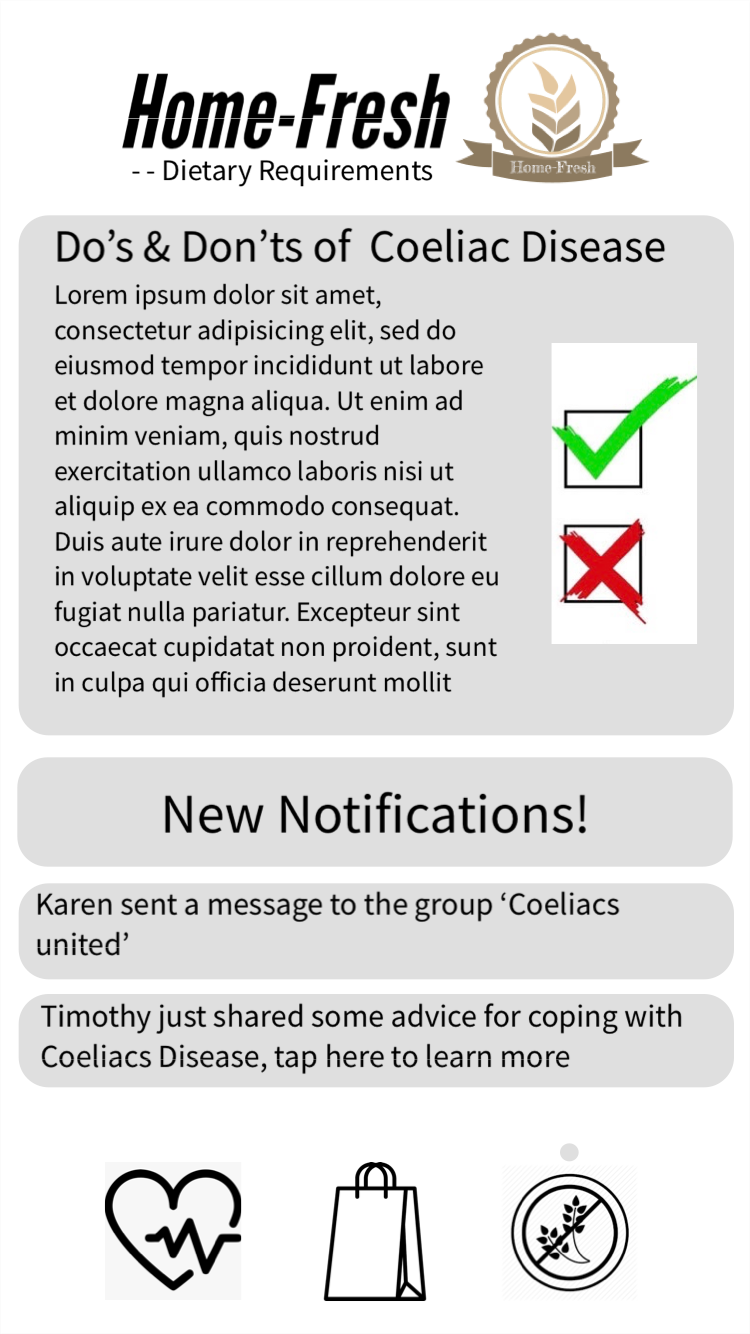 Home-Fresh
Home-Fresh
-- Dietary Requirements
Do’s & Don’ts of  Coeliac Disease
Lorem ipsum dolor sit amet,
consectetur adipisicing elit, sed do
eiusmod tempor incididunt ut labore
et dolore magna aliqua. Ut enim ad
minim veniam, quis nostrud
exercitation ullamco laboris nisi ut
aliquip ex ea commodo consequat.
Duis aute irure dolor in reprehenderit
in voluptate velit esse cillum dolore eu
fugiat nulla pariatur. Excepteur sint
occaecat cupidatat non proident, sunt
in culpa qui officia deserunt mollit
New Notifications!
Karen sent a message to the group ‘Coeliacs
united’
Timothy just shared some advice for coping with
Coeliacs Disease, tap here to learn more